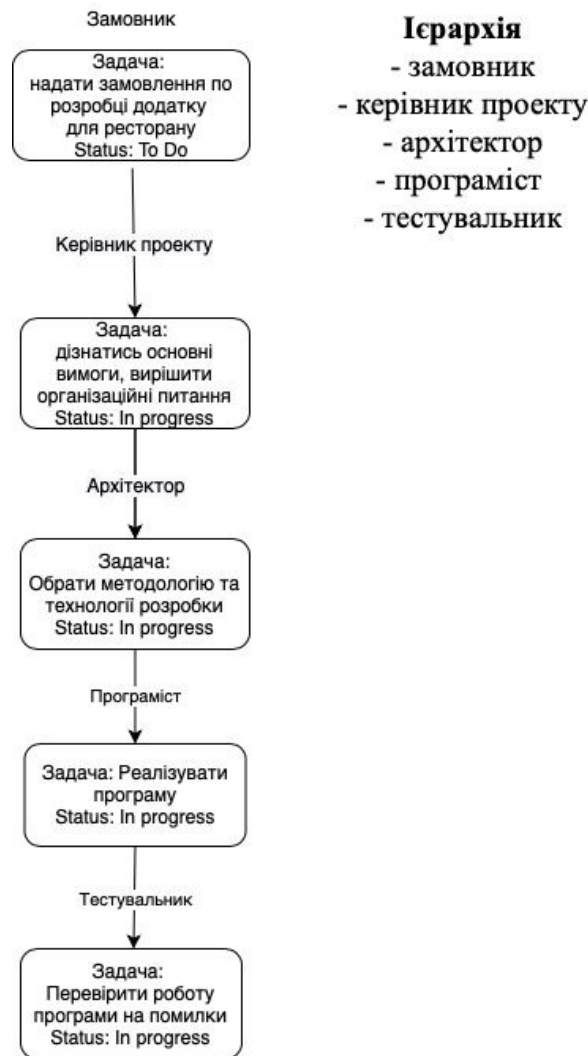 Замовник
Задача:
надати замовлення по
розробці додатку
для ресторану
Status: To Do
Керівник проекту
Задача:
дізнатись основні
вимоги, вирішити
організаційні питання
Status: In progress
Архітектор
Задача:
Обрати методологію та
технології розробки
Status: In progress
Програміст
Задача: Реалізувати
програму
Status: In progress
Тестувальник
Задача:
Перевірити роботу
програми на помилки
Status: In progress
Ієрархія
- замовник
- керівник проекту
- архітектор
- програміст
- тестувальник